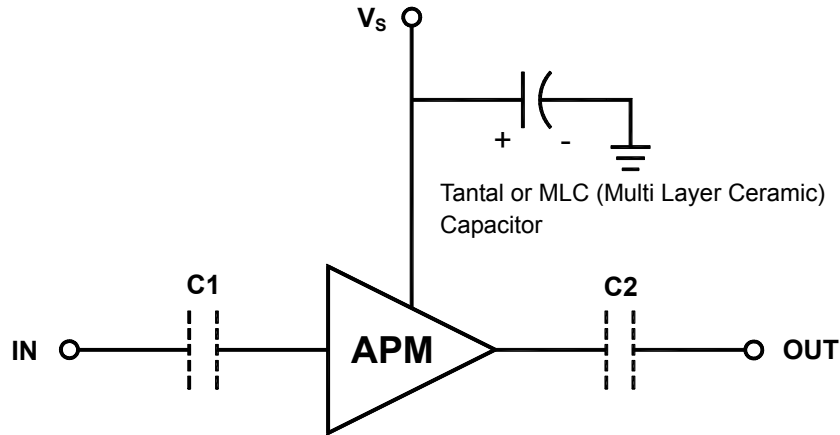 Vₛ
+ -
Tantal or MLC (Multi Layer Ceramic)
Capacitor
C1
C2
IN
APM
OUT